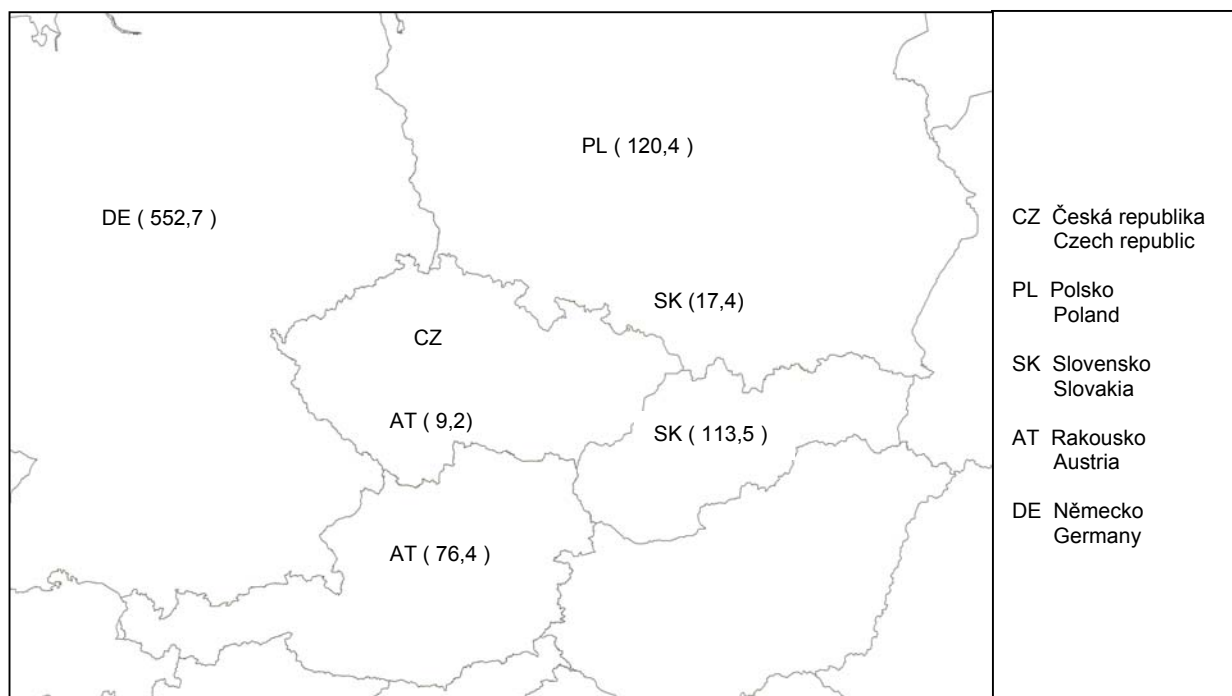 PL ( 120,4 )
DE ( 552,7 )
SK (17,4)
CZ
AT ( 9,2)
SK ( 113,5 )
AT ( 76,4 )
CZ Česká republika
Czech republic
PL Polsko
Poland
SK Slovensko
Slovakia
AT Rakousko
Austria
DE Německo
Germany